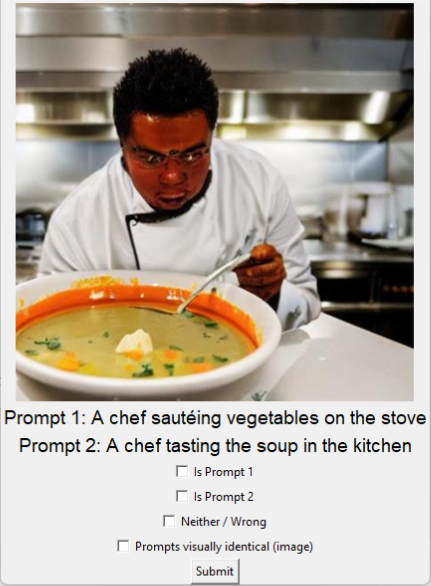 Prompt 1: A chef sautéing vegetables on the stove
Prompt 2: A chef tasting the soup in the kitchen
Is Prompt 1
Is Prompt 2
Neither / Wrong
Prompts visually identical (image)
Submit